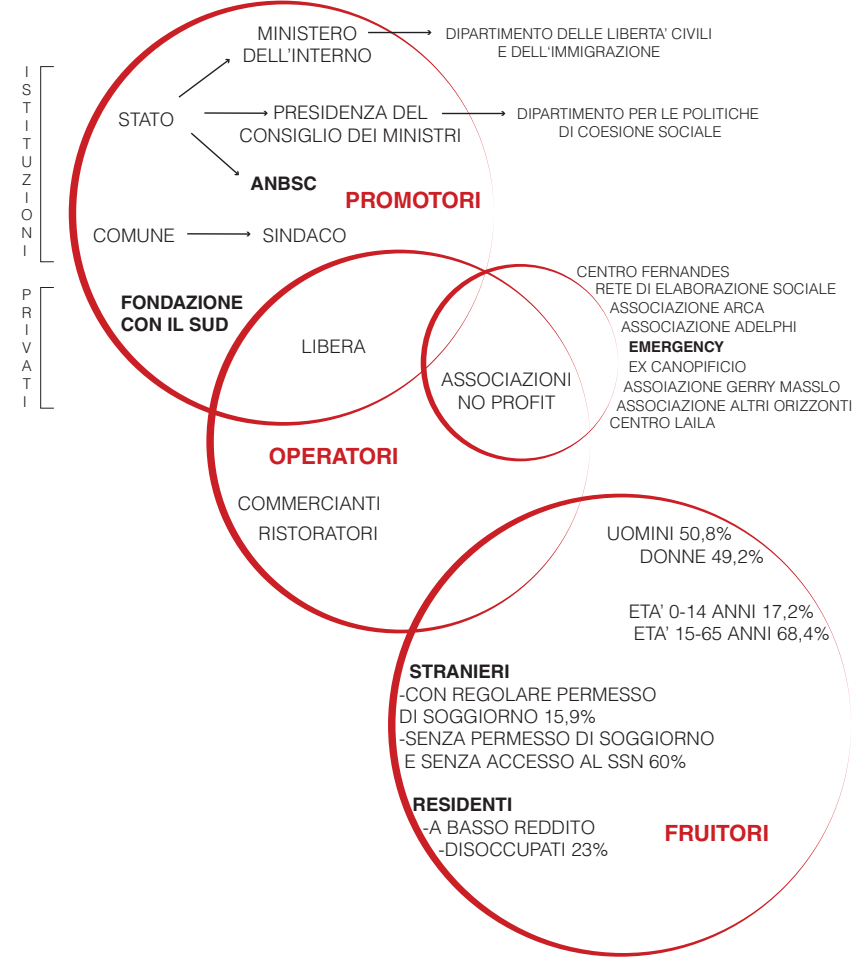 MINISTERO
DELL'INTERNO
DIPARTIMENTO DELLE LIBERTA' CIVILI
E DELL'IMMIGRAZIONE
ISTITUZIONI
STATO
PRESIDENZA DEL
CONSIGLIO DEI MINISTRI
DIPARTIMENTO PER LE POLITICHE
DI COESIONE SOCIALE
ANBSC
PROMOTORI
COMUNE
SINDACO
PRIVATI
FONDAZIONE
CON IL SUD
LIBERA
ASSOCIAZIONI
NO PROFIT
CENTRO FERNANDES
RETE DI ELABORAZIONE SOCIALE
ASSOCIAZIONE ARCA
ASSOCIAZIONE ADELPHI
EMERGENCY
EX CANOPIFICIO
ASSOIAZIONE GERRY MASSLO
ASSOCIAZIONE ALTRI ORIZZONTI
CENTRO LAILA
OPERATORI
COMMERCIANTI
RISTORATORI
UOMINI 50,8%
DONNE 49,2%
ETA' 0-14 ANNI 17,2%
ETA' 15-65 ANNI 68,4%
STRANIERI
-CON REGOLARE PERMESSO
DI SOGGIORNO 15,9%
-SENZA PERMESSO DI SOGGIORNO
E SENZA ACCESSO AL SSN 60%
RESIDENTI
-A BASSO REDDITO
-DISOCCUPATI 23%
FRUITORI